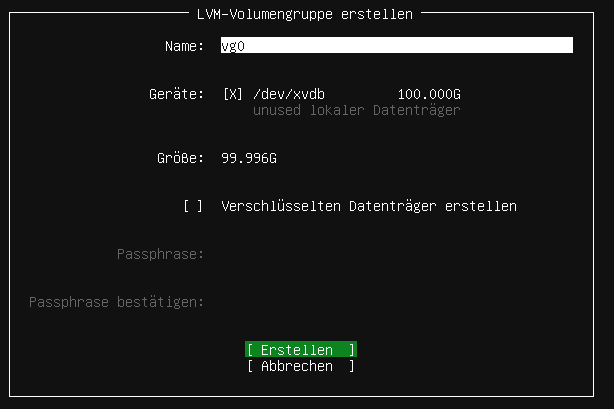 LVM-Volumengruppe erstellen
Name: vg0
Geräte: [X] /dev/xvdb 100.000G
unused lokaler Datenträger
Größe: 99.996G
[ ] Verschlüsselten Datenträger erstellen
Passphrase:
Passphrase bestätigen:
[ Erstellen ]
[ Abbrechen ]